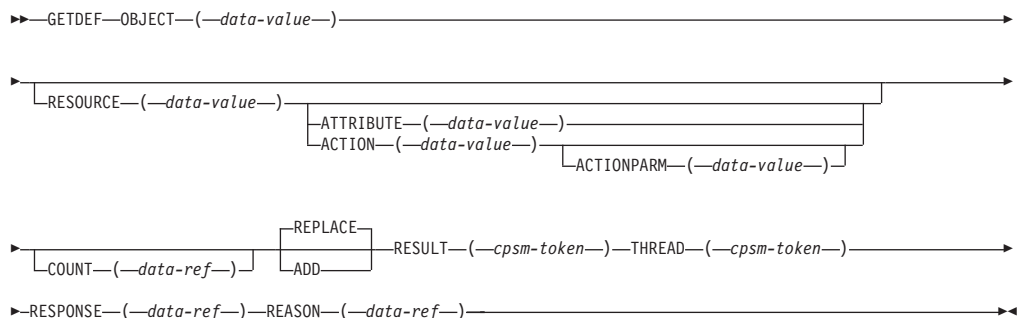 GETDEF OBJECT ( data-value )
RESOURCE ( data-value )
ATTRIBUTE ( data-value )
ACTION ( data-value )
ACTIONPARM ( data-value )
REPLACE
COUNT ( data-ref ) ADD RESULT ( cpsm-token ) THREAD ( cpsm-token )
RESPONSE ( data-ref ) REASON ( data-ref )